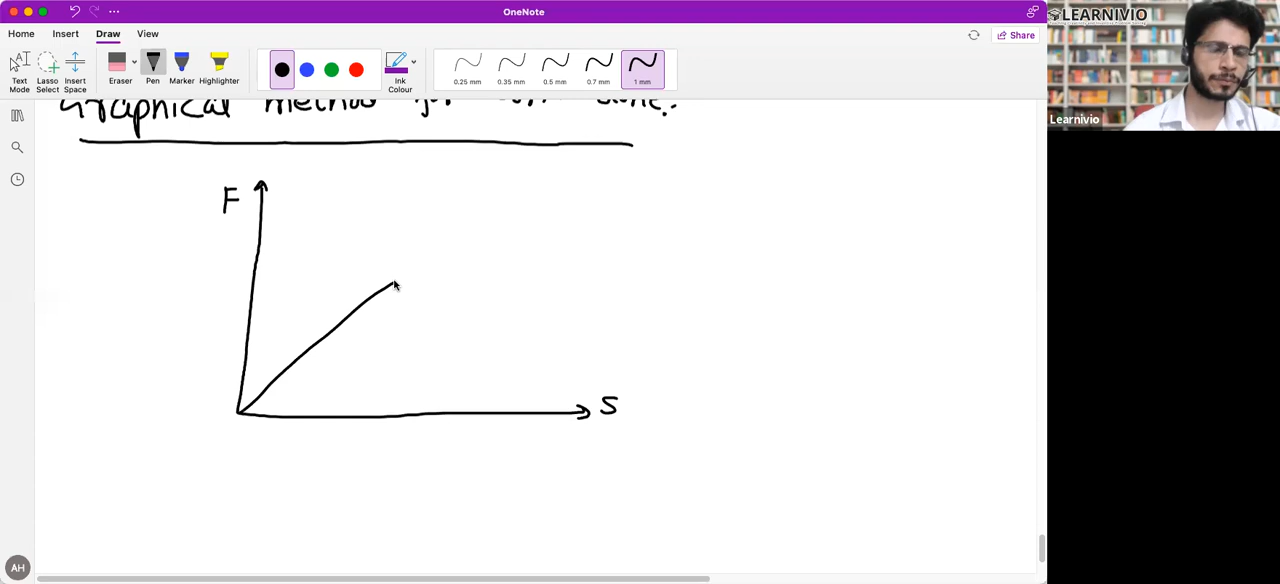 OneNote
Home Insert Draw View
Share
Text Mode
Lasso Select
Insert Space
Eraser
Pen
Marker
Highlighter
Ink Colour
0.25 mm 0.35 mm 0.5 mm 0.7 mm 1 mm
LEARNIVIO
Learnivio
Graphical method
F
S
AH